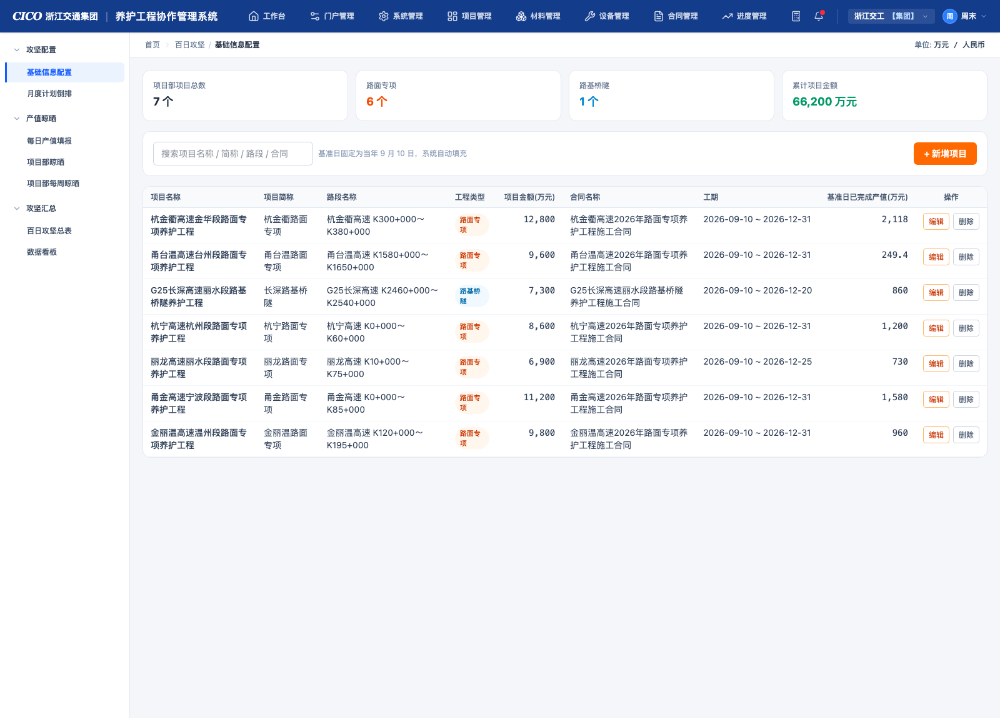 CICO 浙江交通集团 | 养护工程协作管理系统 工作台 门户管理 系统管理 项目管理 材料管理 设备管理 合同管理 进度管理 浙江交工 【集团】 周 周末
攻坚配置
基础信息配置
月度计划倒排
产值晾晒
每日产值填报
项目部晾晒
项目部每周晾晒
攻坚汇总
百日攻坚总表
数据看板
首页 百日攻坚 / 基础信息配置 单位: 万元 / 人民币
项目部项目总数
7 个
路面专项
6 个
路基桥隧
1 个
累计项目金额
66,200 万元
搜索项目名称 / 简称 / 路段 / 合同 基准日固定为当年 9 月 10 日，系统自动填充 + 新增项目
项目名称 项目简称 路段名称 工程类型 项目金额(万元) 合同名称 工期 基准日已完成产值(万元) 操作
杭金衢高速金华段路面专 杭金衢路面 杭金衢高速 K300+000～ 路面专 12,800 杭金衢高速2026年路面专项养 2026-09-10 ~ 2026-12-31 2,118 编辑 删除
项养护工程 专项 K380+000 项 护工程施工合同
甬台温高速台州段路面专 甬台温路面 甬台温高速 K1580+000～ 路面专 9,600 甬台温高速2026年路面专项养 2026-09-10 ~ 2026-12-31 249.4 编辑 删除
项养护工程 专项 K1650+000 项 护工程施工合同
G25长深高速丽水段路基 长深路基桥 G25长深高速 K2460+000～ 路基桥 7,300 G25长深高速丽水段路基桥隧 2026-09-10 ~ 2026-12-20 860 编辑 删除
桥隧养护工程 隧 K2540+000 隧 养护工程施工合同
杭宁高速杭州段路面专项 杭宁路面专 杭宁高速 K0+000～ 路面专 8,600 杭宁高速2026年路面专项养护 2026-09-10 ~ 2026-12-31 1,200 编辑 删除
养护工程 项 K60+000 项 工程施工合同
丽龙高速丽水段路面专项 丽龙路面专 丽龙高速 K10+000～ 路面专 6,900 丽龙高速2026年路面专项养护 2026-09-10 ~ 2026-12-25 730 编辑 删除
养护工程 项 K75+000 项 工程施工合同
甬金高速宁波段路面专项 甬金路面专 甬金高速 K0+000～ 路面专 11,200 甬金高速2026年路面专项养护 2026-09-10 ~ 2026-12-31 1,580 编辑 删除
养护工程 项 K85+000 项 工程施工合同
金丽温高速温州段路面专 金丽温路面 金丽温高速 K120+000～ 路面专 9,800 金丽温高速2026年路面专项养 2026-09-10 ~ 2026-12-31 960 编辑 删除
项养护工程 专项 K195+000 项 护工程施工合同